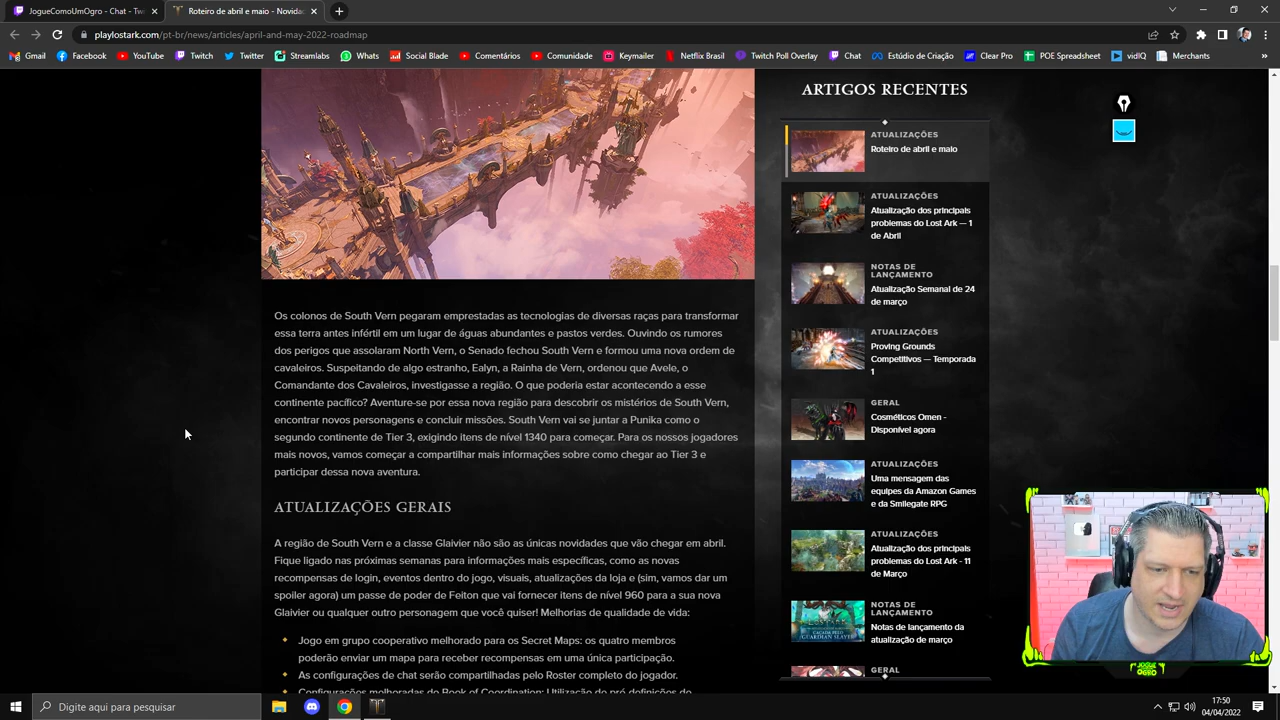 JogueComoUmOgro - Chat - Twi
Roteiro de abril e maio de 2022
playlostark.com/pt-br/news/articles/april-and-may-2022-roadmap
Gmail
Facebook
YouTube
Twitch
Twitter
Streamlabs
Whats
Social Blade
Comentários
Comunidade
Keymailer
Netflix Brasil
Twitch Poll Overlay
Chat
Estúdio de Criação
Clear Pro
POE Spreadsheet
vidIQ
Merchants
Os colonos de South Vern pegaram emprestadas as tecnologias de diversas raças para transformar
essa terra antes infértil em um lugar de águas abundantes e pastos verdes. Ouvindo os rumores
dos perigos que assolaram North Vern, o Senado fechou South Vern e formou uma nova ordem de
cavaleiros. Suspeitando de algo estranho, Ealyn, a Rainha de Vern, ordenou que Avele, o
Comandante dos Cavaleiros, investigasse a região. O que poderia estar acontecendo a esse
continente pacífico? Aventure-se por essa nova região para descobrir os mistérios de South Vern,
encontrar novos personagens e concluir missões. South Vern vai se juntar a Punika como o
segundo continente de Tier 3, exigindo itens de nível 1340 para começar. Para os nossos jogadores
mais novos, vamos começar a compartilhar mais informações sobre como chegar ao Tier 3 e
participar dessa nova aventura.
ATUALIZAÇÕES GERAIS
A região de South Vern e a classe Glaivier não são as únicas novidades que vão chegar em abril.
Fique ligado nas próximas semanas para informações mais específicas, como as novas
recompensas de login, eventos dentro do jogo, visuais, atualizações da loja e (sim, vamos dar um
spoiler agora) um passe de poder de Feiton que vai fornecer itens de nível 960 para a sua nova
Glaivier ou qualquer outro personagem que você quiser! Melhorias de qualidade de vida:
Jogo em grupo cooperativo melhorado para os Secret Maps: os quatro membros
poderão enviar um mapa para receber recompensas em uma única participação.
As configurações de chat serão compartilhadas pelo Roster completo do jogador.
Configurações melhoradas do Book of Coordination: Utilização de pré-definições de
ARTIGOS RECENTES
ATUALIZAÇÕES
Roteiro de abril e maio
ATUALIZAÇÕES
Atualização dos principais
problemas do Lost Ark — 1
de Abril
NOTAS DE
LANÇAMENTO
Atualização Semanal de 24
de março
ATUALIZAÇÕES
Proving Grounds
Competitivos — Temporada
1
GERAL
Cosméticos Omen -
Disponível agora
ATUALIZAÇÕES
Uma mensagem das
equipes da Amazon Games
e da Smilegate RPG
ATUALIZAÇÕES
Atualização dos principais
problemas do Lost Ark - 11
de Março
NOTAS DE
LANÇAMENTO
Notas de lançamento da
atualização de março
GERAL
JOGUE
OGRO
Digite aqui para pesquisar
17:50
04/04/2022